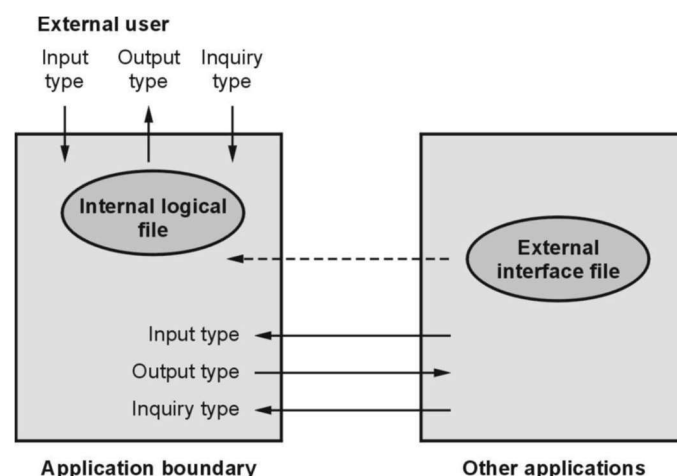 External user
Input Output Inquiry
type type type
Internal logical
file
External
interface file
Input type
Output type
Inquiry type
Application boundary Other applications